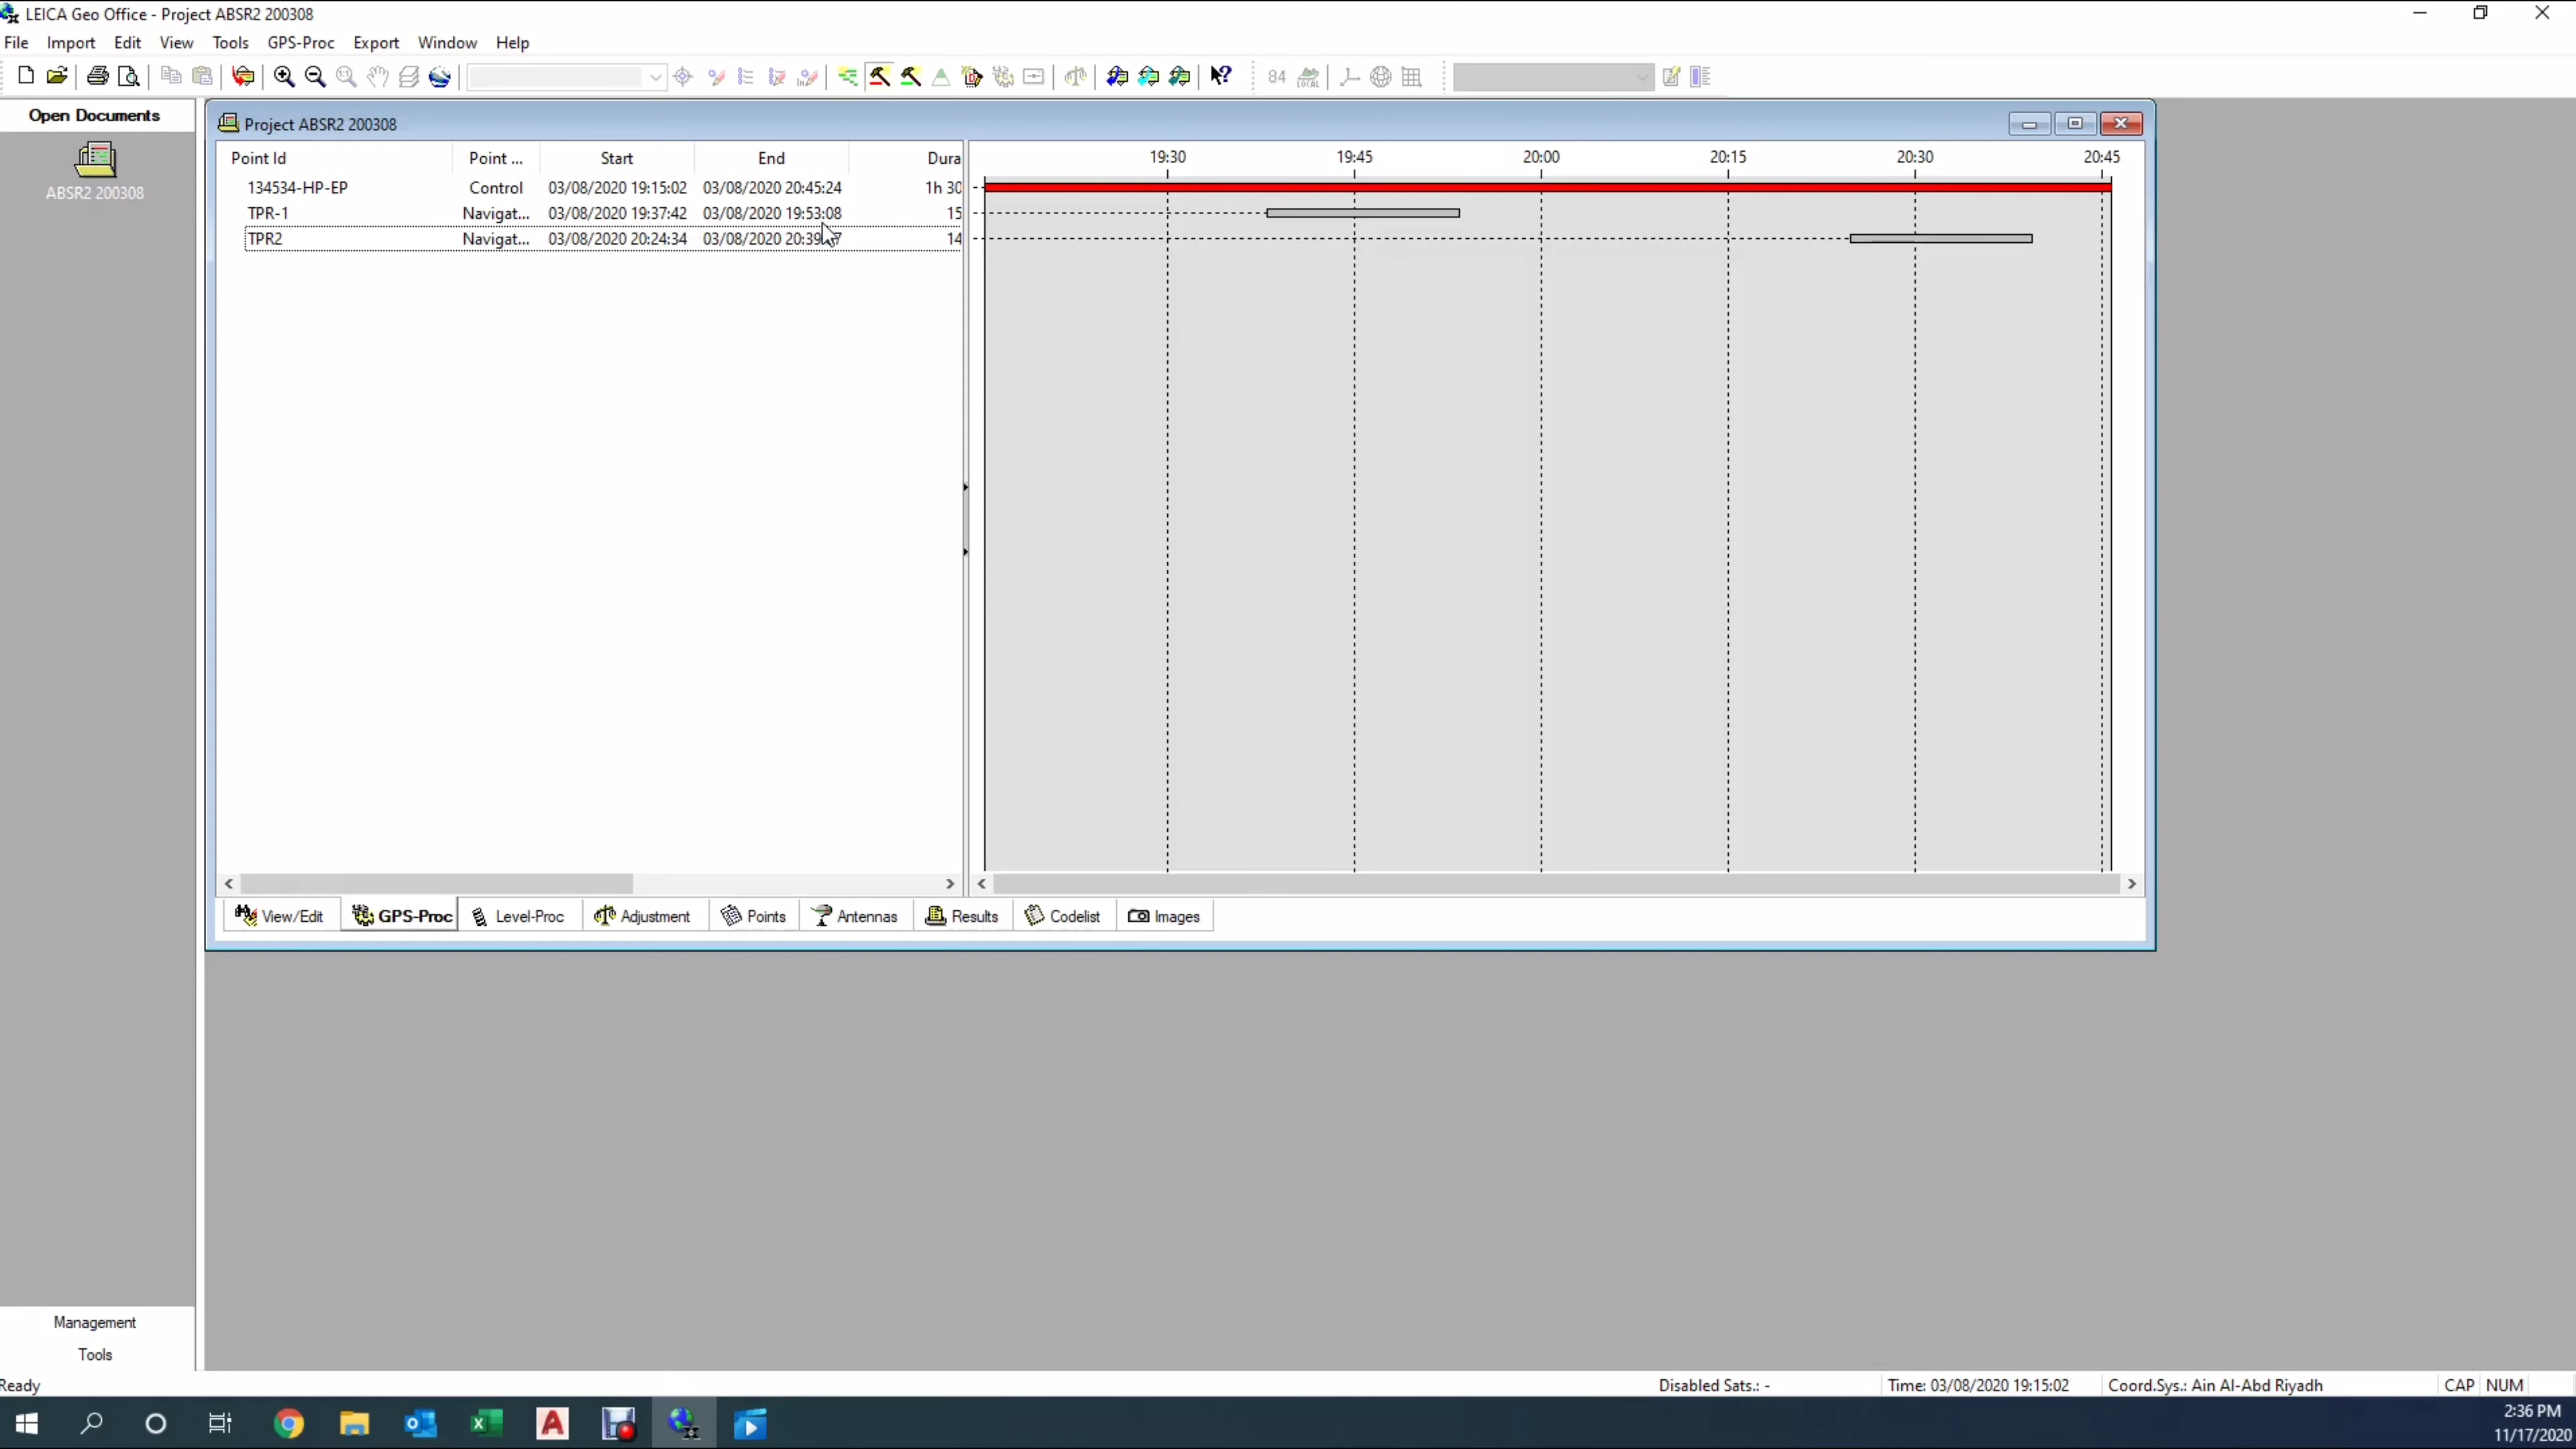 LEICA Geo Office - Project ABSR2 200308
File Import Edit View Tools GPS-Proc Export Window Help
84 LOCAL
Open Documents
ABSR2 200308
Project ABSR2 200308
Point Id Point ... Start End Dura
134534-HP-EP Control 03/08/2020 19:15:02 03/08/2020 20:45:24 1h 30
TPR-1 Navigat... 03/08/2020 19:37:42 03/08/2020 19:53:08 15
TPR2 Navigat... 03/08/2020 20:24:34 03/08/2020 14
19:30 19:45 20:00 20:15 20:30 20:45
View/Edit GPS-Proc Level-Proc Adjustment Points Antennas Results Codelist Images
Management
Tools
Ready Disabled Sats.: - Time: 03/08/2020 19:15:02 Coord.Sys.: Ain Al-Abd Riyadh CAP NUM
2:36 PM
11/17/2020